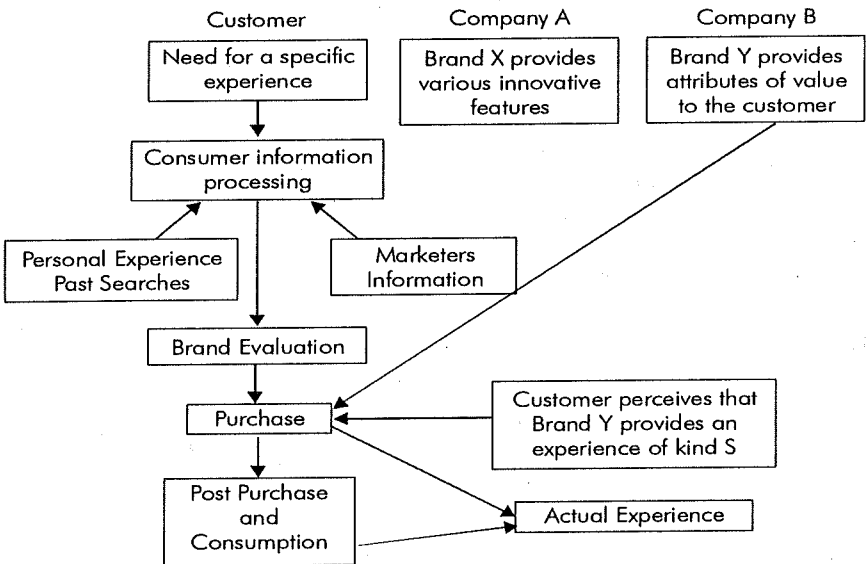 Customer
Company A
Company B
Need for a specific
experience
Brand X provides
various innovative
features
Brand Y provides
attributes of value
to the customer
Consumer information
processing
Personal Experience
Past Searches
Marketers
Information
Brand Evaluation
Purchase
Customer perceives that
Brand Y provides an
experience of kind S
Post Purchase
and
Consumption
Actual Experience